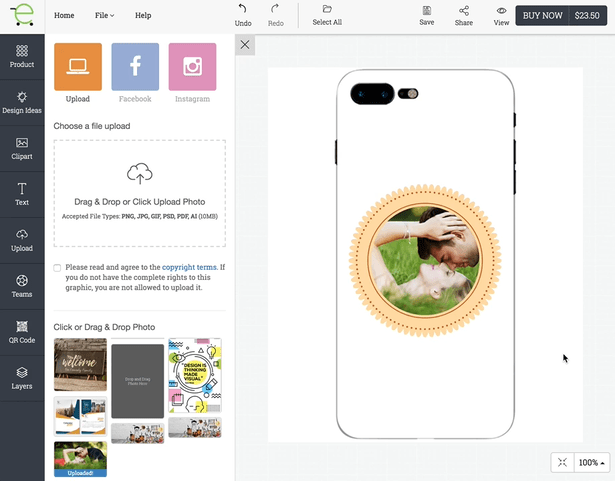 Home File Help
Undo
Redo
Select All
Save
Share
View
BUY NOW $23.50
Product
Design Ideas
Clipart
Text
Upload
Teams
QR Code
Layers
Upload
Facebook
Instagram
Choose a file upload
Drag & Drop or Click Upload Photo
Accepted File Types: PNG, JPG, GIF, PSD, PDF, AI (10MB)
Please read and agree to the copyright terms. If
you do not have the complete rights to this
graphic, you are not allowed to upload it.
Click or Drag & Drop Photo
welcome
Drop and Drag
Photo Here
"DESIGN IS
THINKING
MADE
VISUAL"
Uploaded!
100%